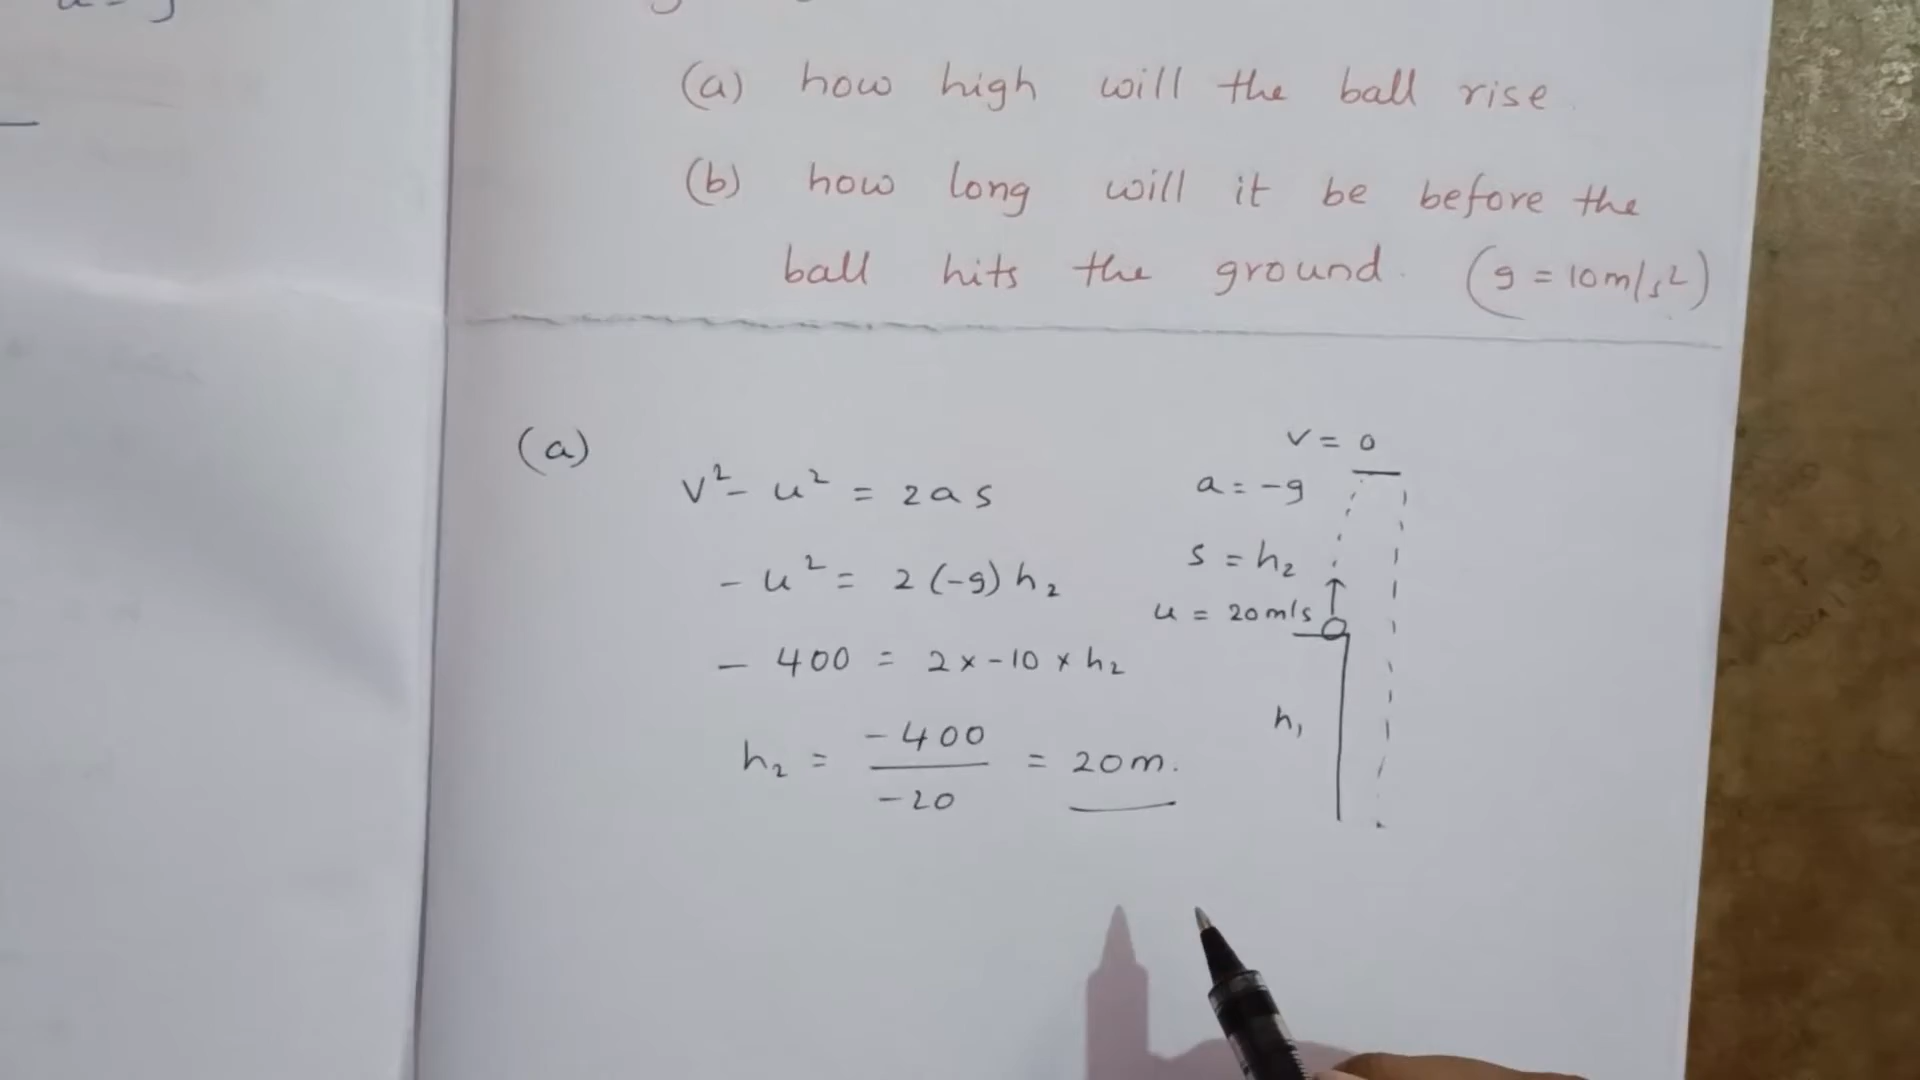 (a) how high will the ball rise
(b) how long will it be before the
ball hits the ground. (g = 10m/s²)
(a)
v² - u² = 2as
- u² = 2(-g) h₂
- 400 = 2 x -10 x h₂
h₂ = -400 / -20 = 20m.
v = 0
a = -g
s = h₂
u = 20m/s
h₁